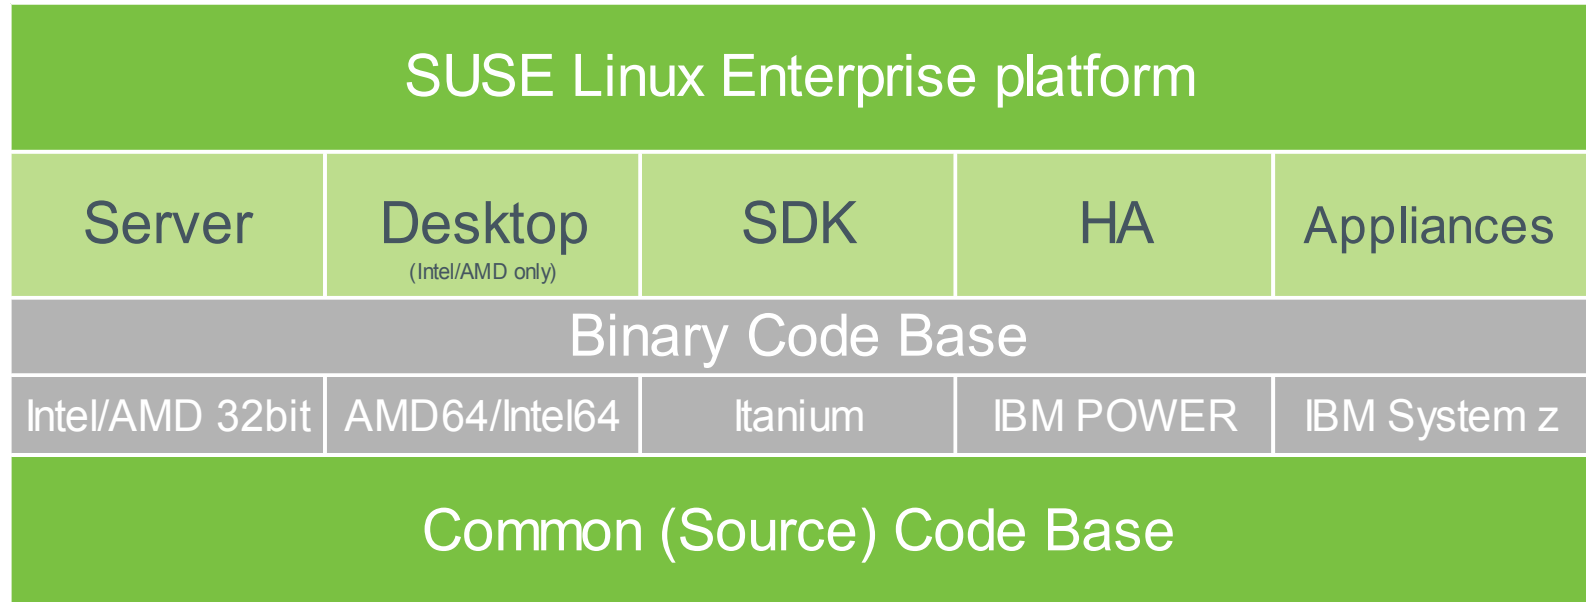 SUSE Linux Enterprise platform
Server
Desktop
(Intel/AMD only)
SDK
HA
Appliances
Binary Code Base
Intel/AMD 32bit
AMD64/Intel64
Itanium
IBM POWER
IBM System z
Common (Source) Code Base